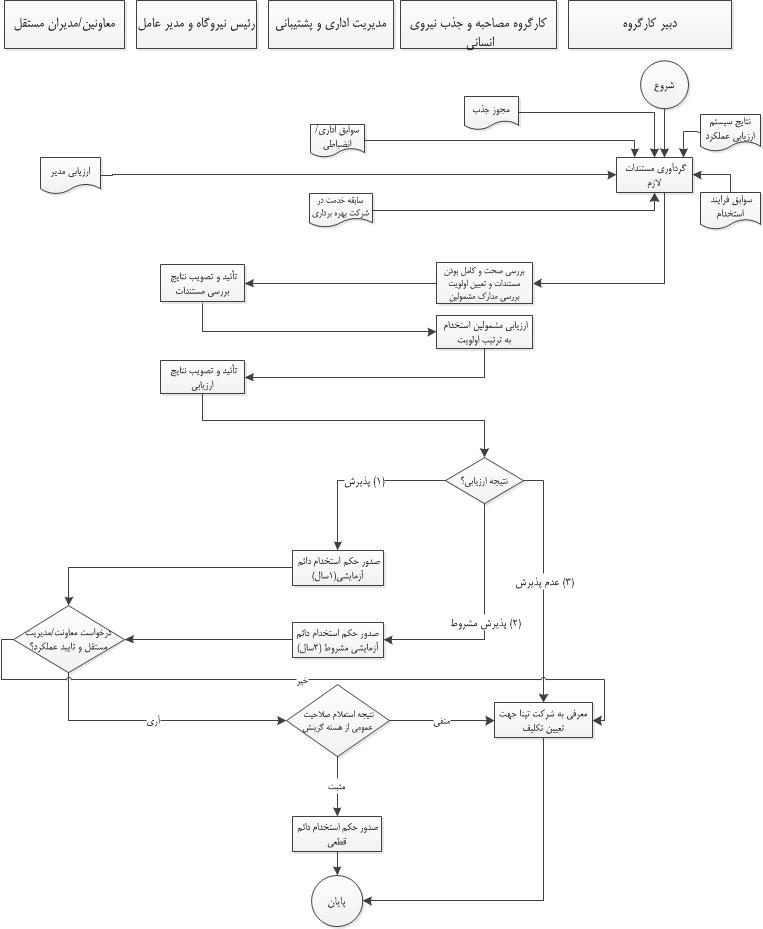 دبیر کارگروه
کارگروه مصاحبه و جذب نیروی
انسانی
مدیریت اداری و پشتیبانی
رئیس نیروگاه و مدیر عامل
معاونین/مدیران مستقل
شروع
مجوز جذب
نتایج سیستم
ارزیابی عملکرد
سوابق اداری/
انضباطی
ارزیابی مدیر
گردآوری مستندات
لازم
سابقه خدمت در
شرکت بهره برداری
سوابق فرایند
استخدام
بررسی صحت و کامل بودن
مستندات و تعیین اولویت
بررسی مدارک مشمولین
تأئید و تصویب نتایج
بررسی مستندات
ارزیابی مشمولین استخدام
به ترتیب اولویت
تأئید و تصویب نتایج
ارزیابی
نتیجه ارزیابی؟
(۱) پذیرش
صدور حکم استخدام دائم
آزمایشی(۱سال)
(۳) عدم پذیرش
(۲) پذیرش مشروط
صدور حکم استخدام دائم
آزمایشی مشروط (۲سال)
درخواست معاونت/مدیریت
مستقل و تایید عملکرد؟
خیر
آری
نتیجه استعلام صلاحیت
عمومی از هسته گزینش
منفی
معرفی به شرکت تپنا جهت
تعیین تکلیف
مثبت
صدور حکم استخدام دائم
قطعی
پایان